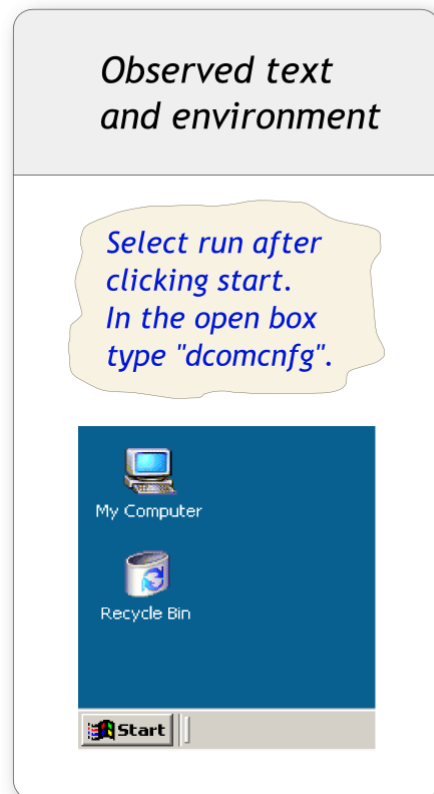 Observed text
and environment
Select run after
clicking start.
In the open box
type "dcomcnfg".
My Computer
Recycle Bin
Start